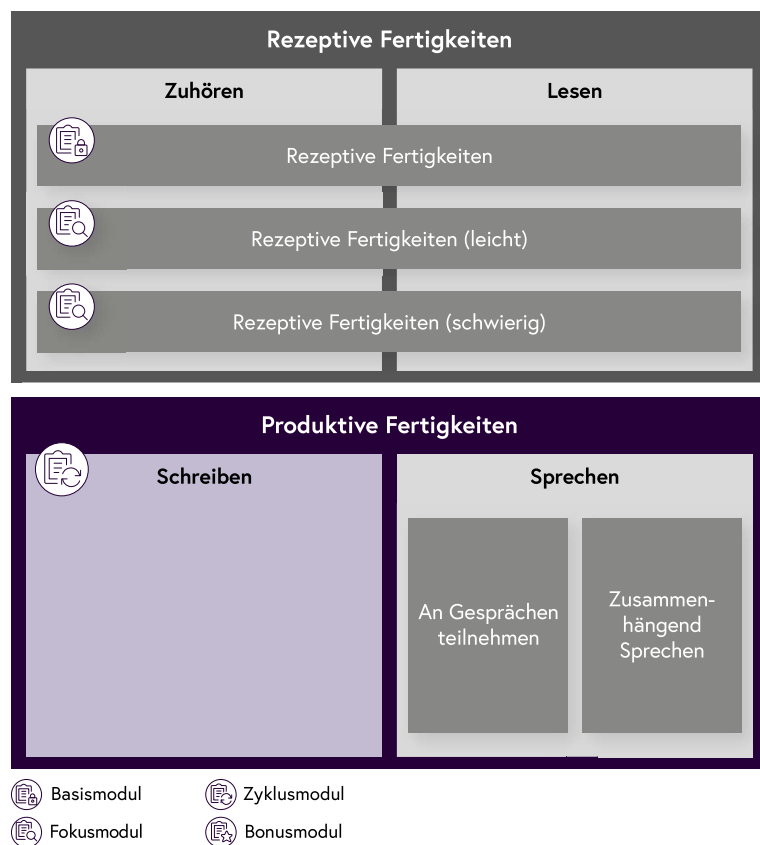 Rezeptive Fertigkeiten
Zuhören
Lesen
Rezeptive Fertigkeiten
Rezeptive Fertigkeiten (leicht)
Rezeptive Fertigkeiten (schwierig)
Produktive Fertigkeiten
Schreiben
Sprechen
An Gesprächen
teilnehmen
Zusammen-
hängend
Sprechen
Basismodul
Zyklusmodul
Fokusmodul
Bonusmodul